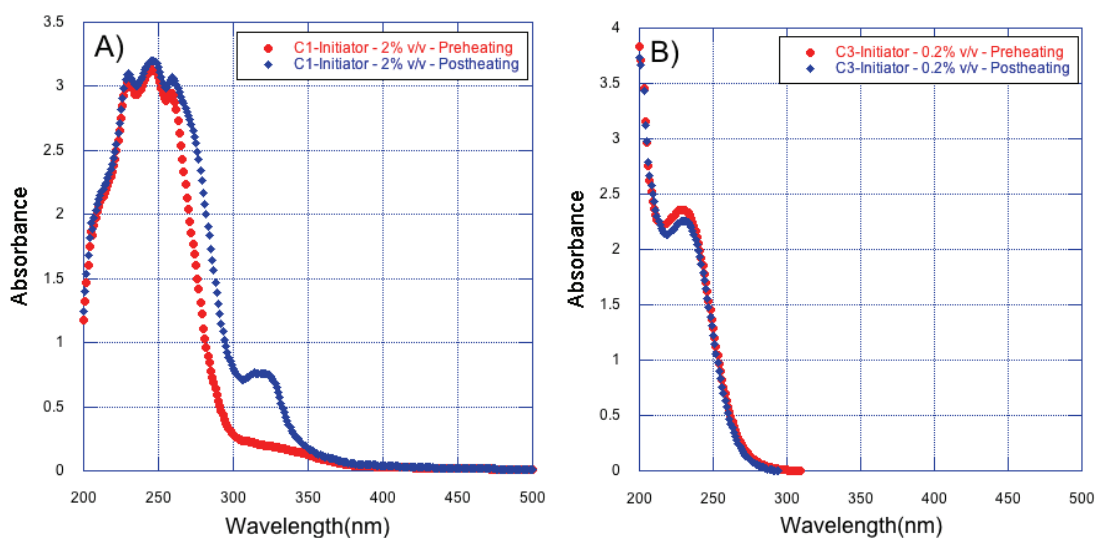 A)
C1-Initiator - 2% v/v - Preheating
C1-Initiator - 2% v/v - Postheating
3.5
3
2.5
2
1.5
1
0.5
0
Absorbance
200 250 300 350 400 450 500
Wavelength(nm)
B)
C3-Initiator - 0.2% v/v - Preheating
C3-Initiator - 0.2% v/v - Postheating
4
3.5
3
2.5
2
1.5
1
0.5
0
Absorbance
200 250 300 350 400 450 500
Wavelength(nm)